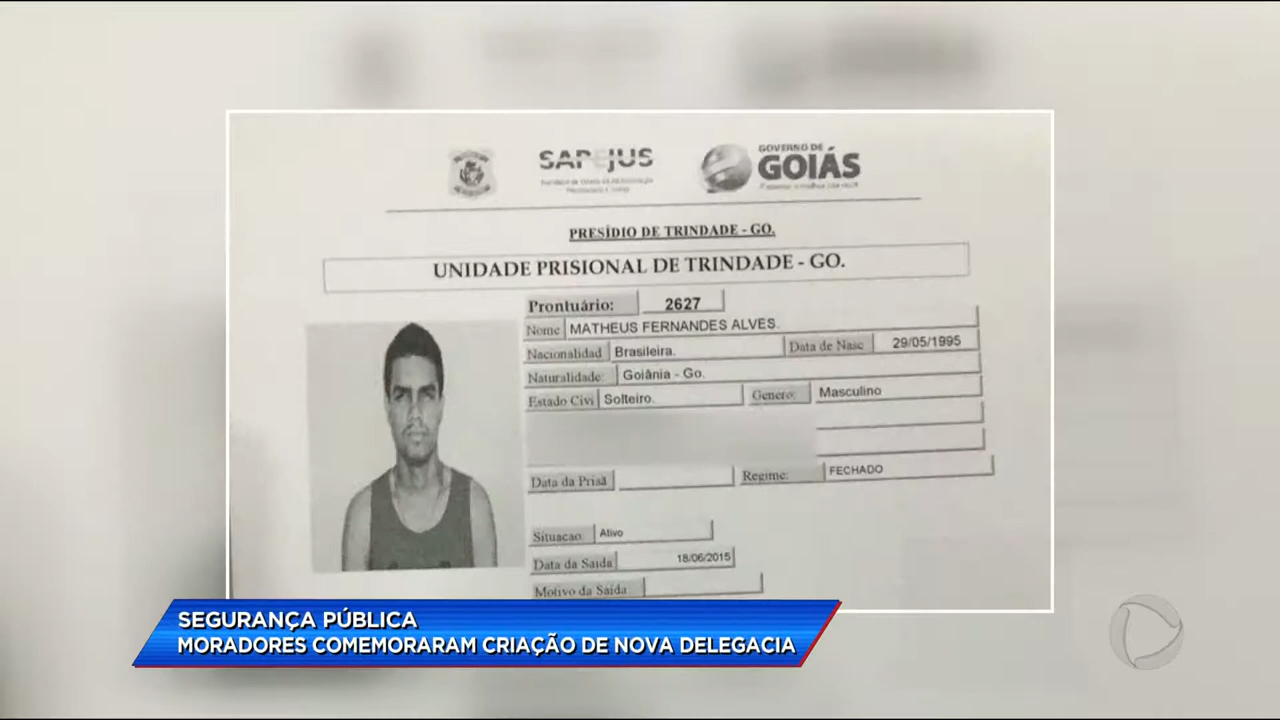 SAPEJUS
GOVERNO DE
GOIÁS
PRESÍDIO DE TRINDADE - GO.
UNIDADE PRISIONAL DE TRINDADE - GO.
Prontuário: 2627
Nome MATHEUS FERNANDES ALVES.
Nacionalidad Brasileira. Data de Nasc 29/05/1995
Naturalidade: Goiânia - Go.
Estado Civi Solteiro. Genero: Masculino
Data da Prisã Regime: FECHADO
Situacao: Ativo
Data da Saída 18/06/2015
Motivo da Saída
SEGURANÇA PÚBLICA
MORADORES COMEMORARAM CRIAÇÃO DE NOVA DELEGACIA